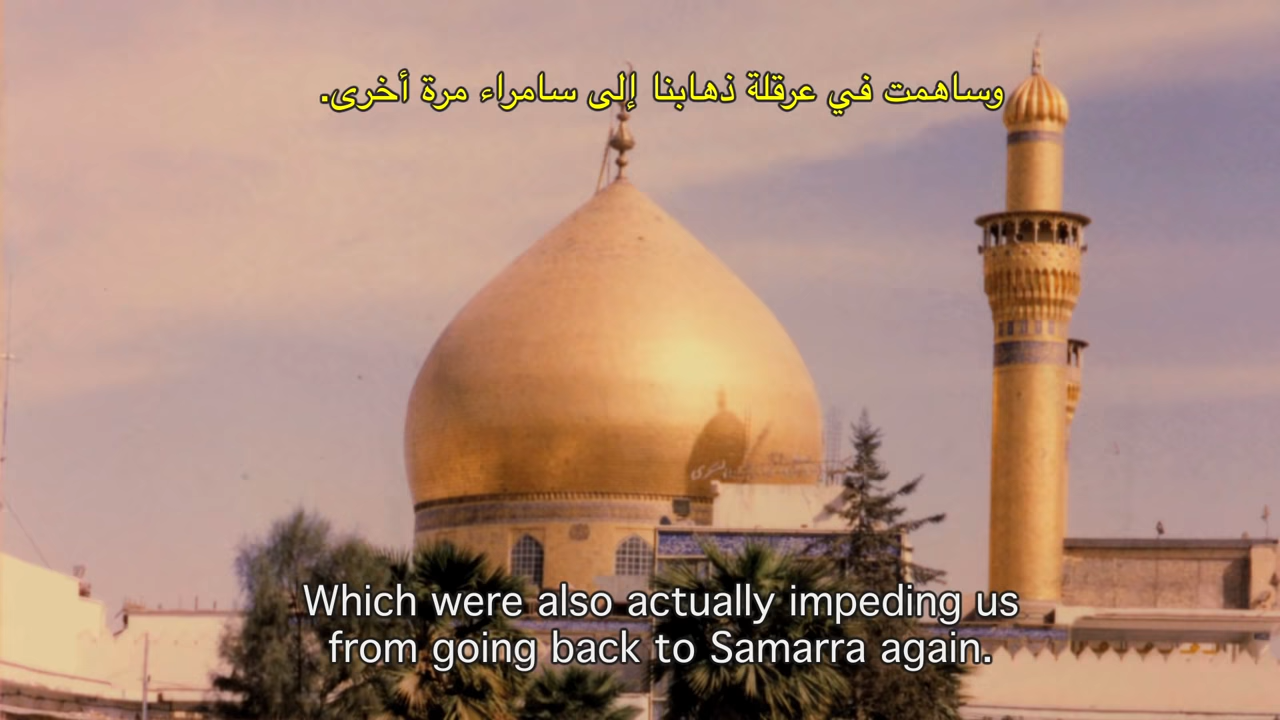 وساهمت في عرقلة ذهابنا إلى سامراء مرة أخرى.
Which were also actually impeding us
from going back to Samarra again.